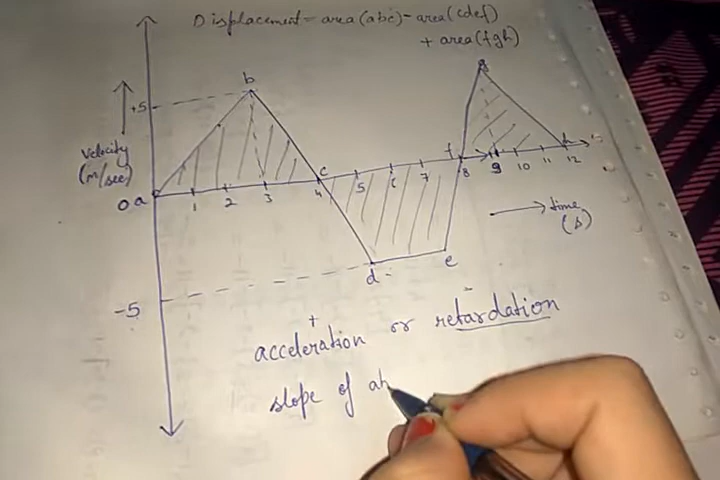 Displacement = area(abc) - area(cdef)
+ area(fgh)
b
g
+5
Velocity
(m/sec)
c
f
h
0 a
1 2 3 4 5 6 7 8 9 10 11 12
time
(s)
d
e
-5
+
acceleration or retardation
slope of ab